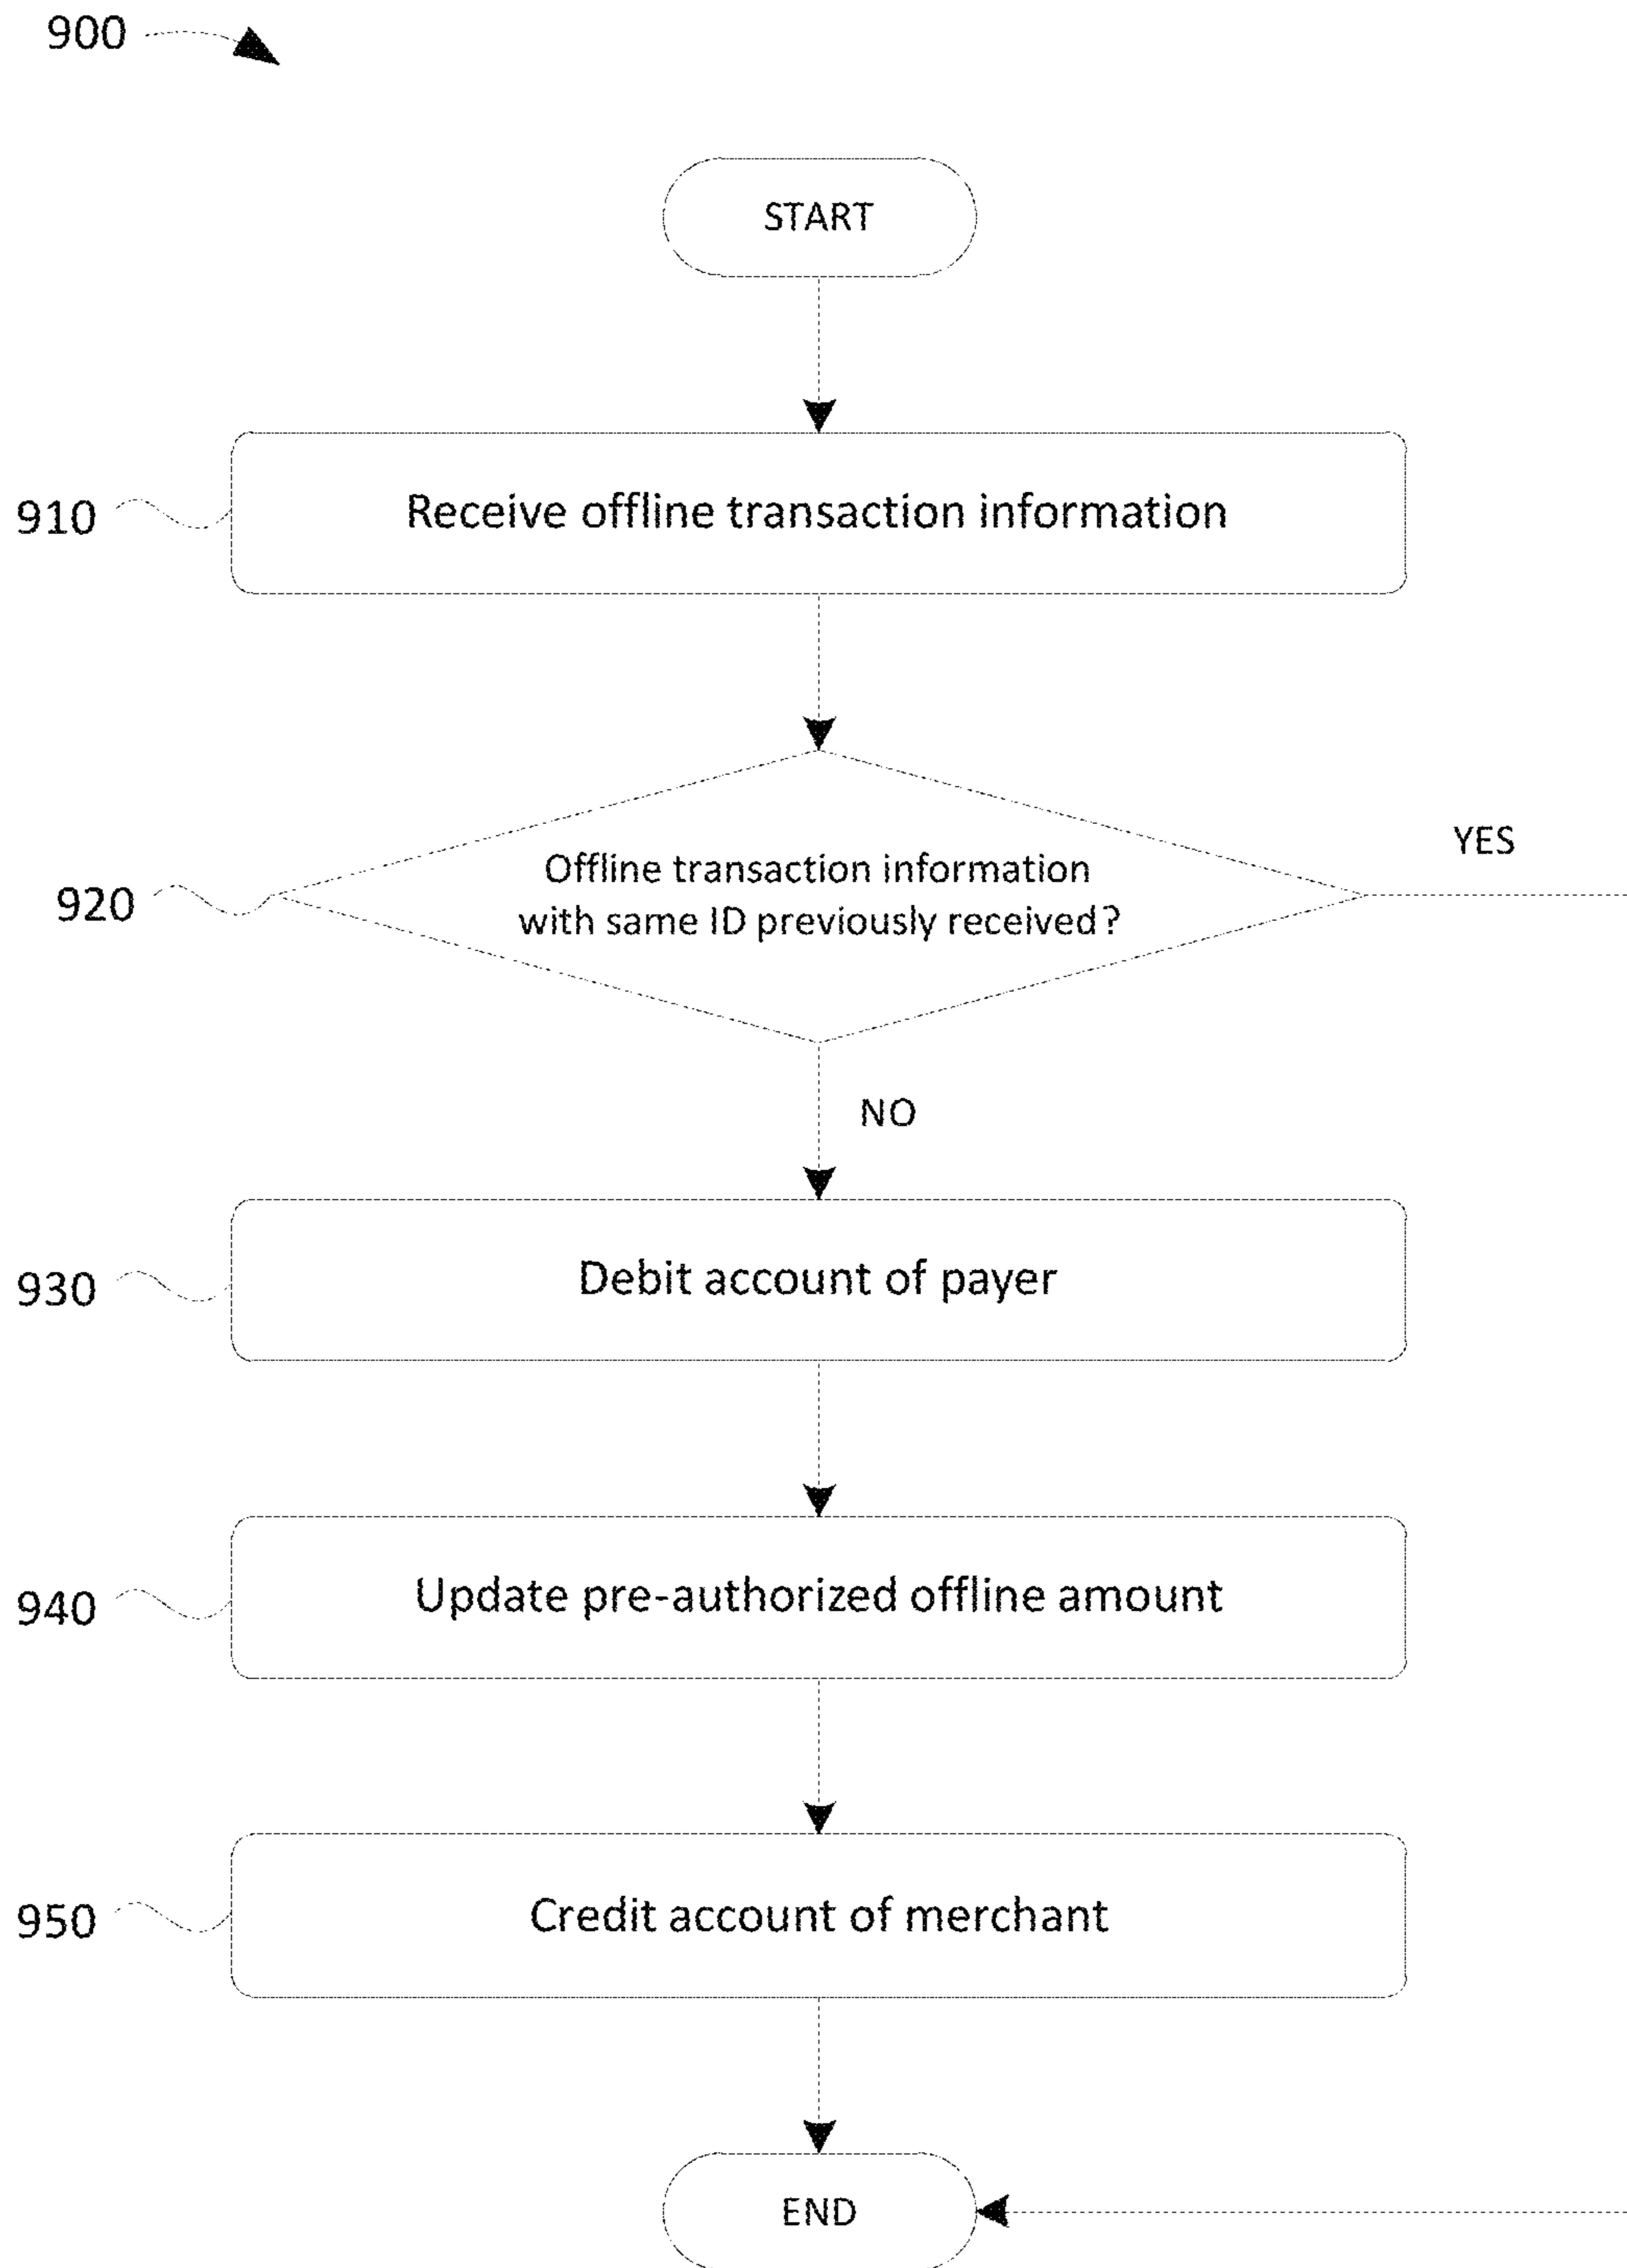 900
START
910
Receive offline transaction information
920
Offline transaction information
with same ID previously received?
YES
NO
930
Debit account of payer
940
Update pre-authorized offline amount
950
Credit account of merchant
END